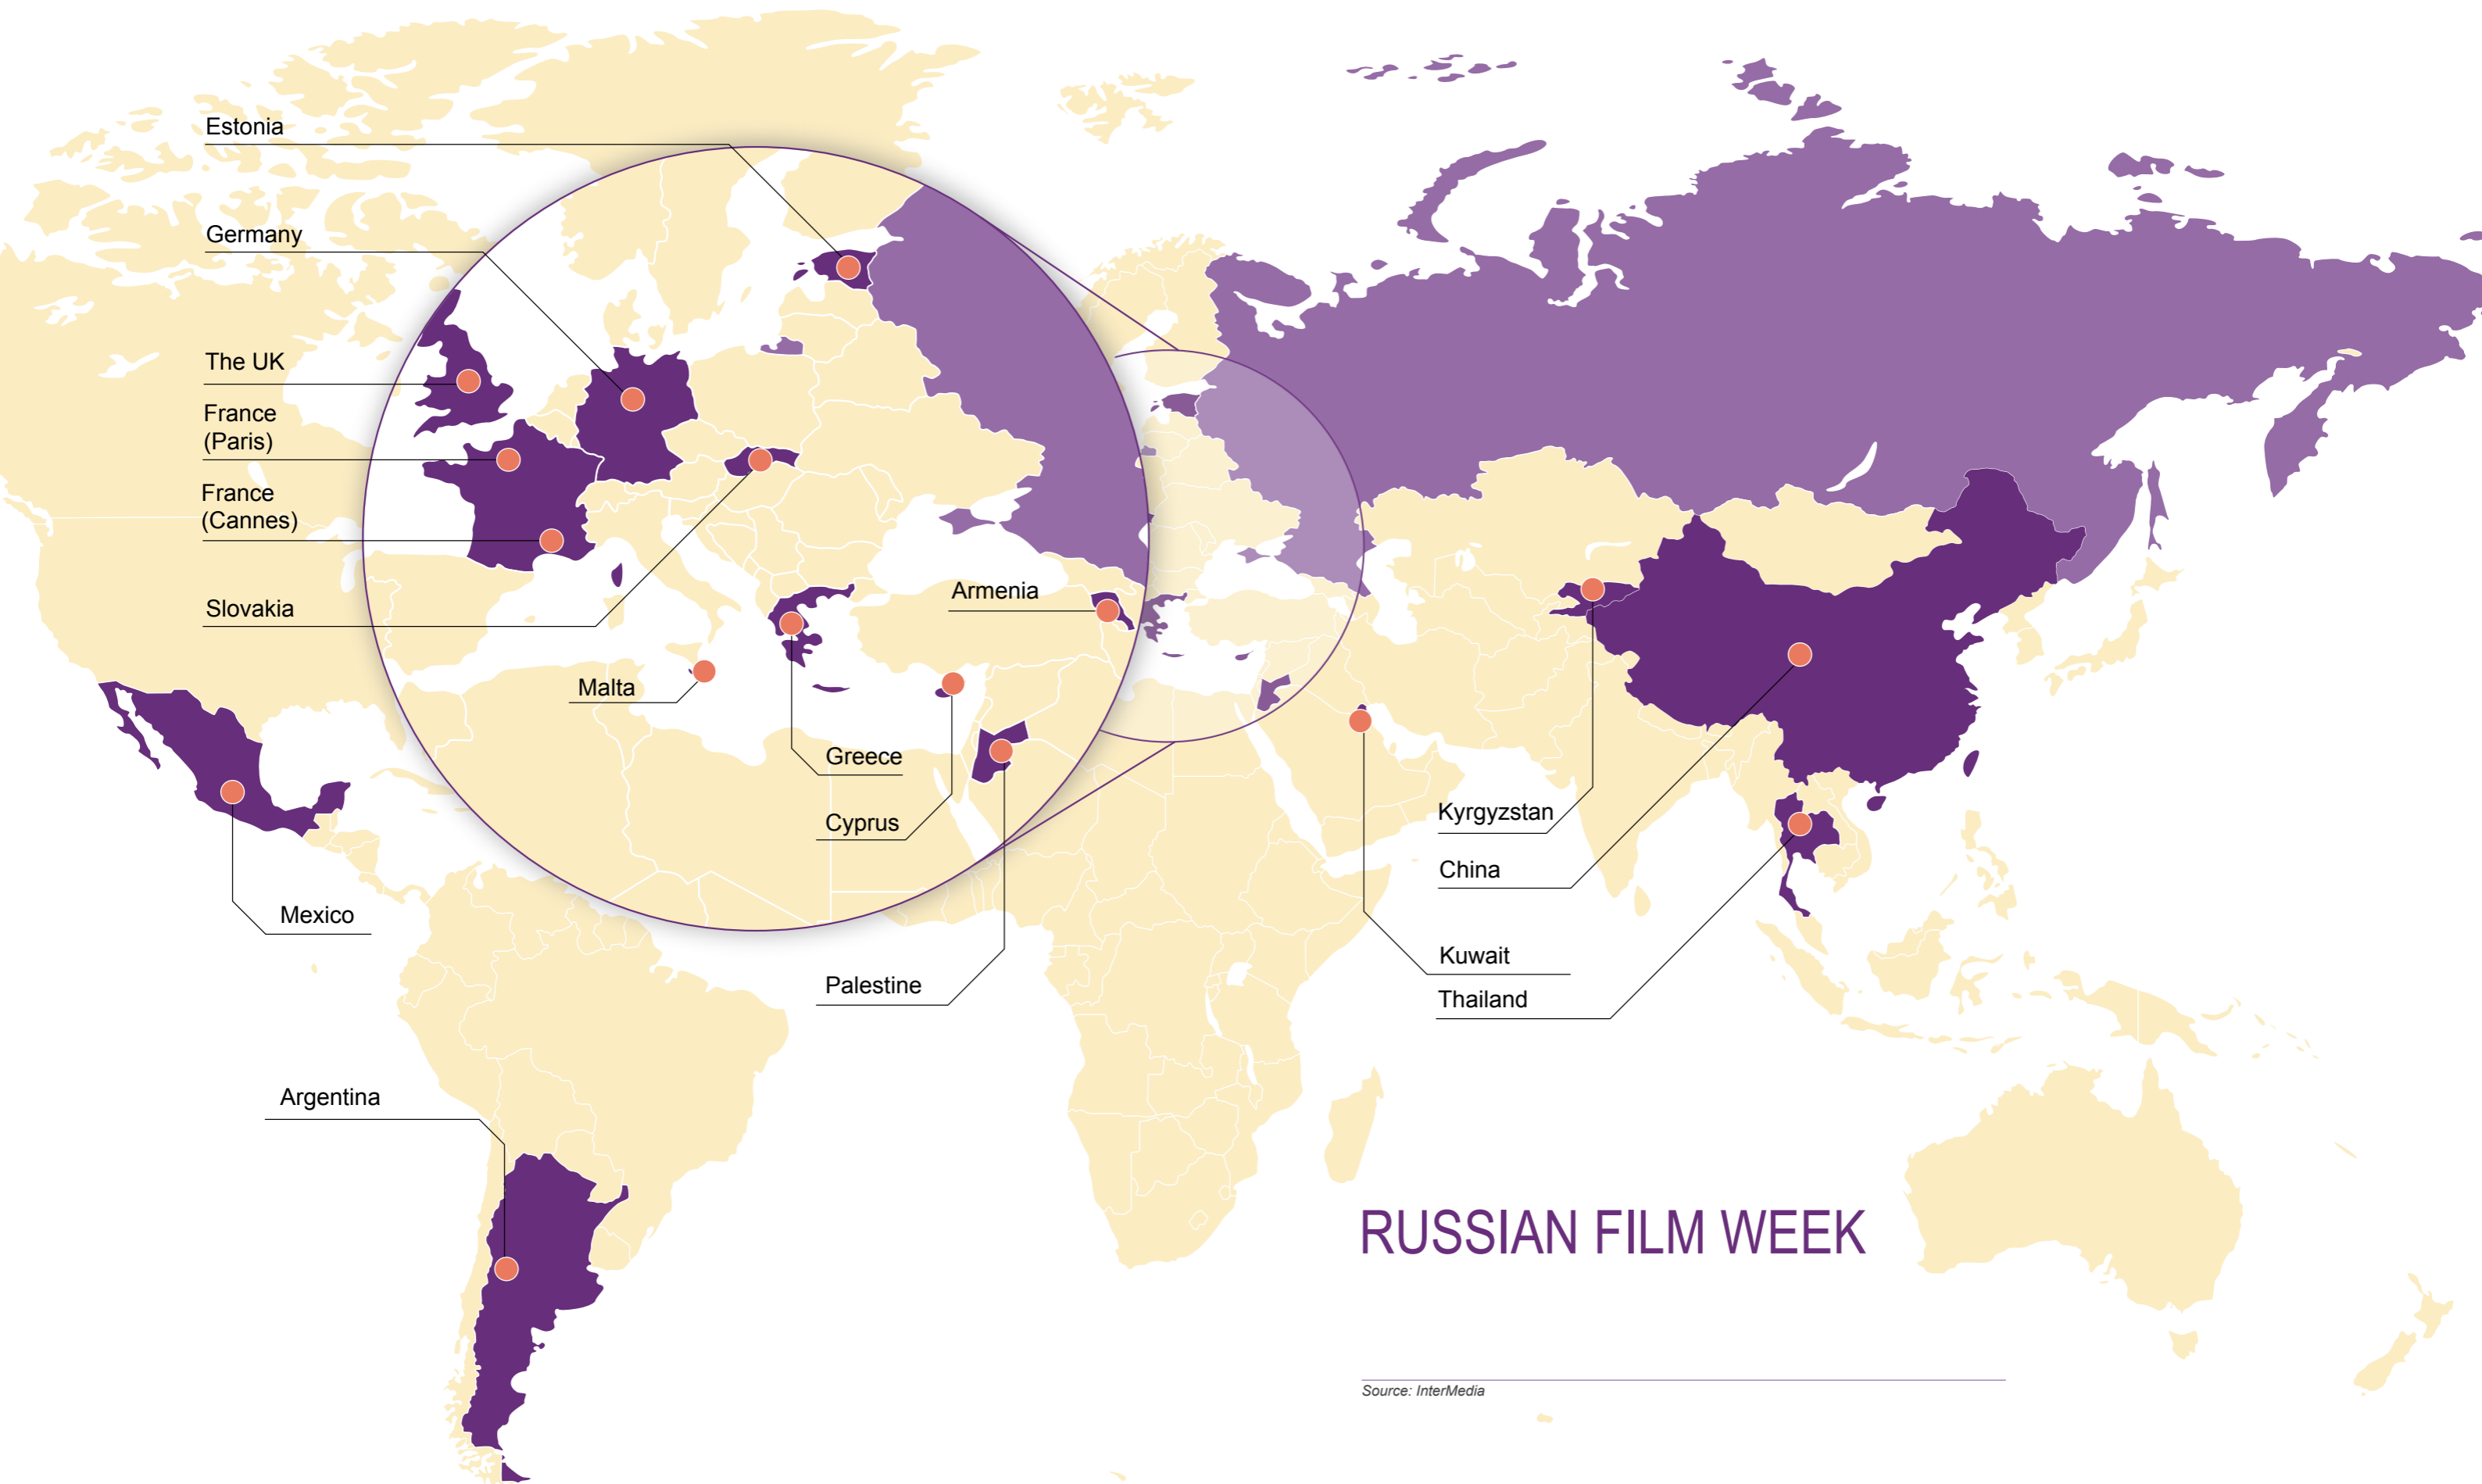 Estonia
Germany
The UK
France
(Paris)
France
(Cannes)
Slovakia
Armenia
Malta
Greece
Cyprus
Palestine
Mexico
Argentina
Kyrgyzstan
China
Kuwait
Thailand
RUSSIAN FILM WEEK
Source: InterMedia